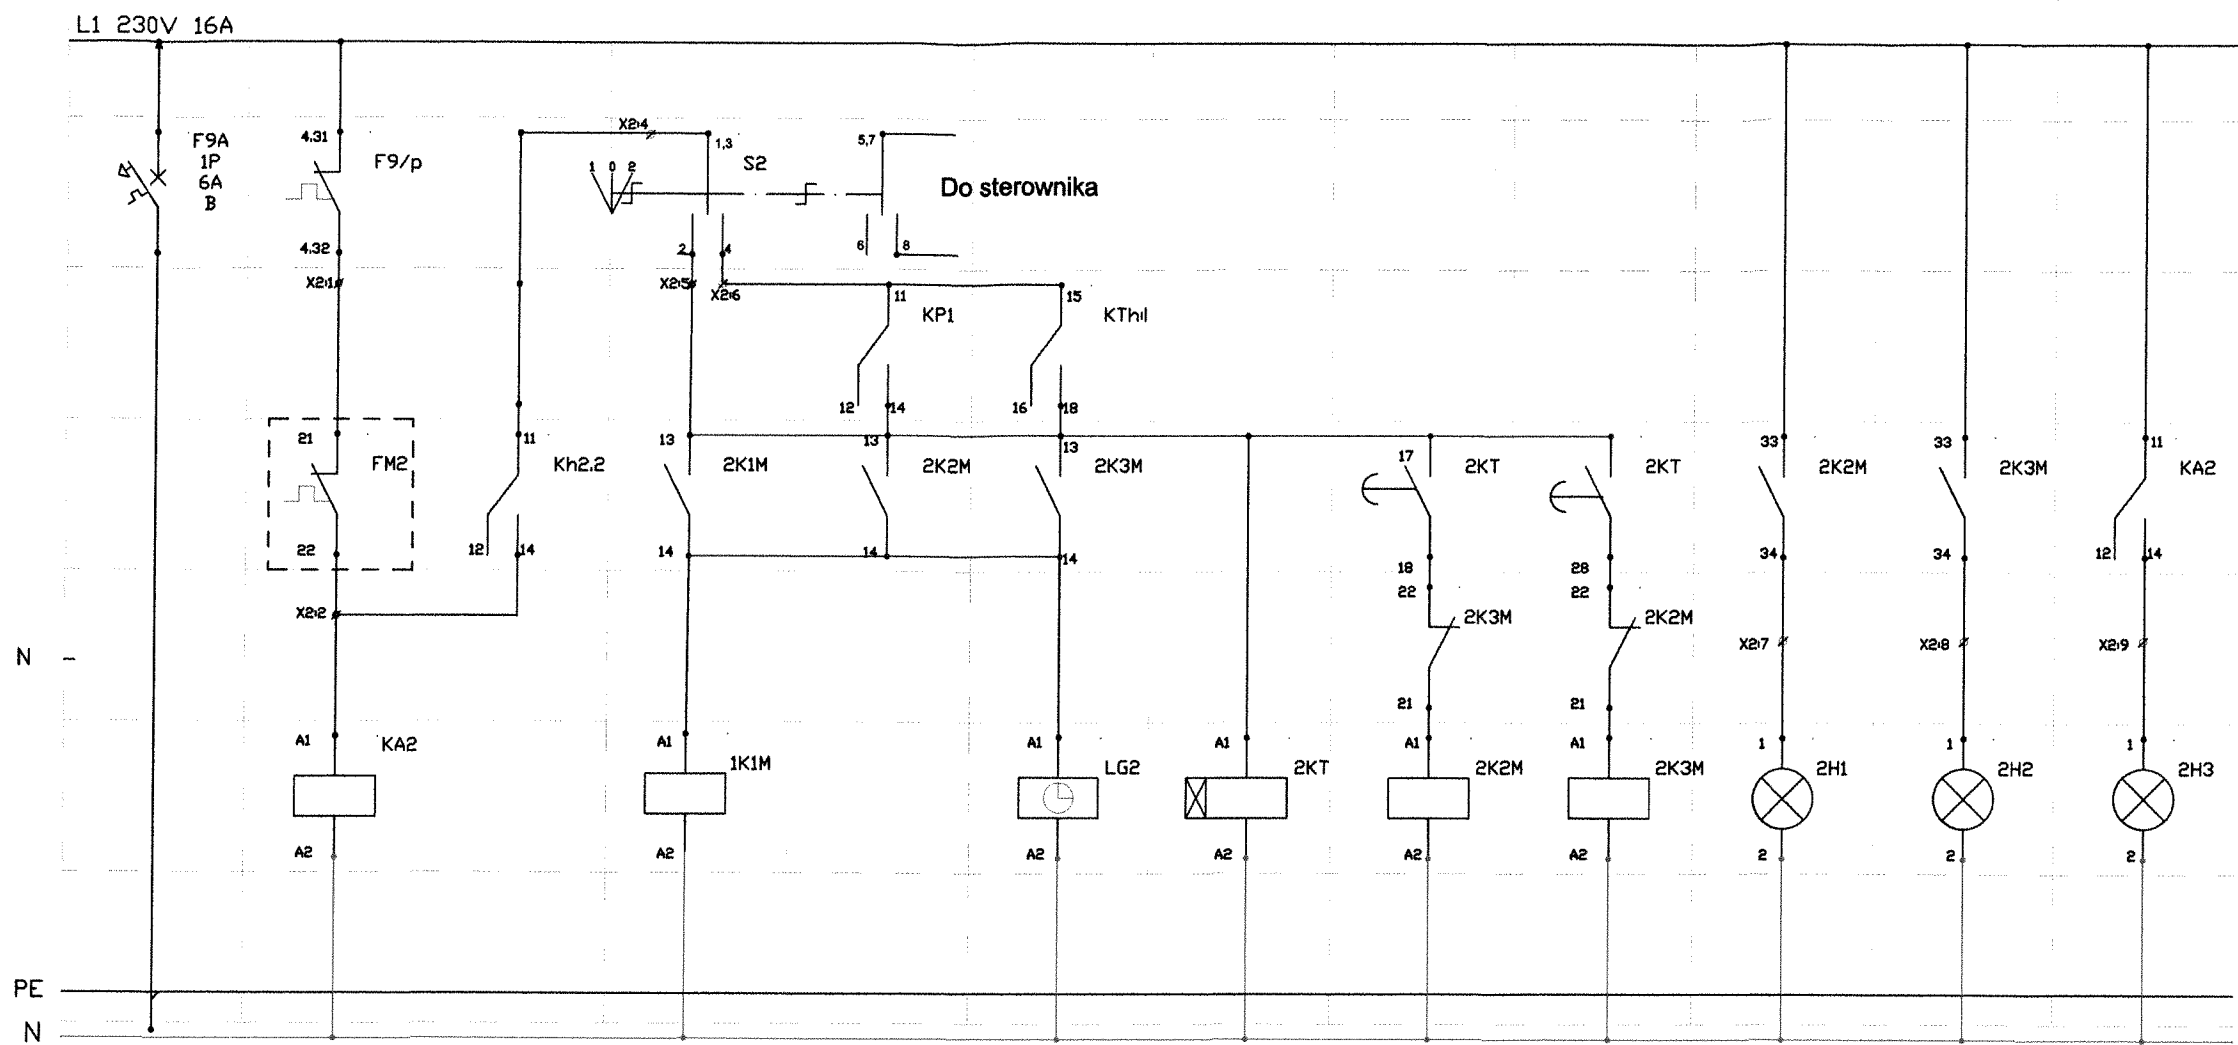 L1 230V 16A
F9A
1P
6A
B
4.31
F9/p
4.32
X2:1
X2:4
1,3
S2
1 0 2
5,7
Do sterownika
2
4
6
8
X2:5
X2:6
11
KP1
15
KThil
12
14
16
18
21
FM2
22
11
Kh2.2
12
14
13
2K1M
14
13
2K2M
14
13
2K3M
14
17
2KT
18
22
2K3M
21
2KT
28
22
2K2M
21
33
2K2M
34
33
2K3M
34
11
KA2
12
14
X2:2
X2:7
X2:8
X2:9
N
A1
KA2
A2
A1
1K1M
A2
A1
LG2
A2
A1
2KT
A2
A1
2K2M
A2
A1
2K3M
A2
1
2H1
2
1
2H2
2
1
2H3
2
PE
N